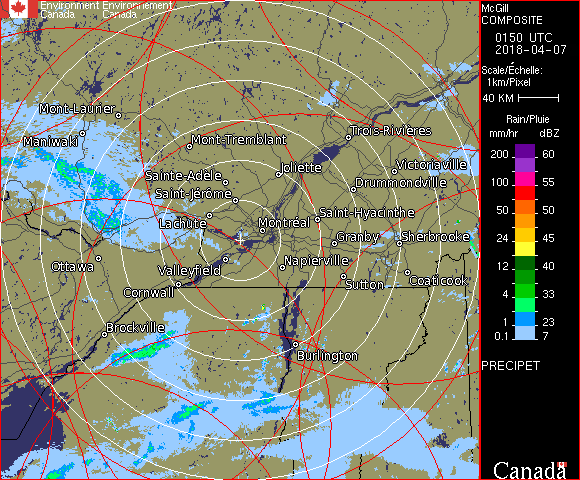 Environment Environnement
Canada Canada
McGill
COMPOSITE
0150 UTC
2018-04-07
Scale/Échelle:
1km/Pixel
40 KM
Rain/Pluie
mm/hr dBZ
200 60
100 55
50 50
24 45
12 40
4 33
1 23
0.1 7
PRECIPET
Canada
Mont-Laurier
Maniwaki
Mont-Tremblant
Trois-Rivières
Joliette
Victoriaville
Sainte-Adèle
Drummondville
Saint-Jérôme
Lachute
Saint-Hyacinthe
Montréal
Granby
Sherbrooke
Ottawa
Valleyfield
Napierville
Coaticook
Sutton
Cornwall
Brockville
Burlington